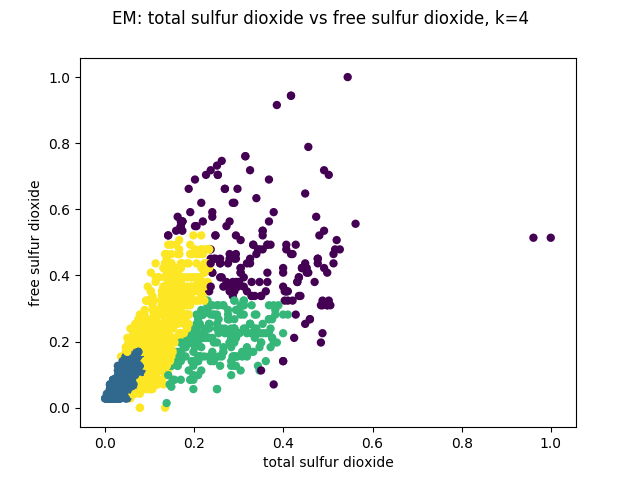 EM: total sulfur dioxide vs free sulfur dioxide, k=4
1.0
0.8
0.6
0.4
0.2
0.0
free sulfur dioxide
0.0 0.2 0.4 0.6 0.8 1.0
total sulfur dioxide